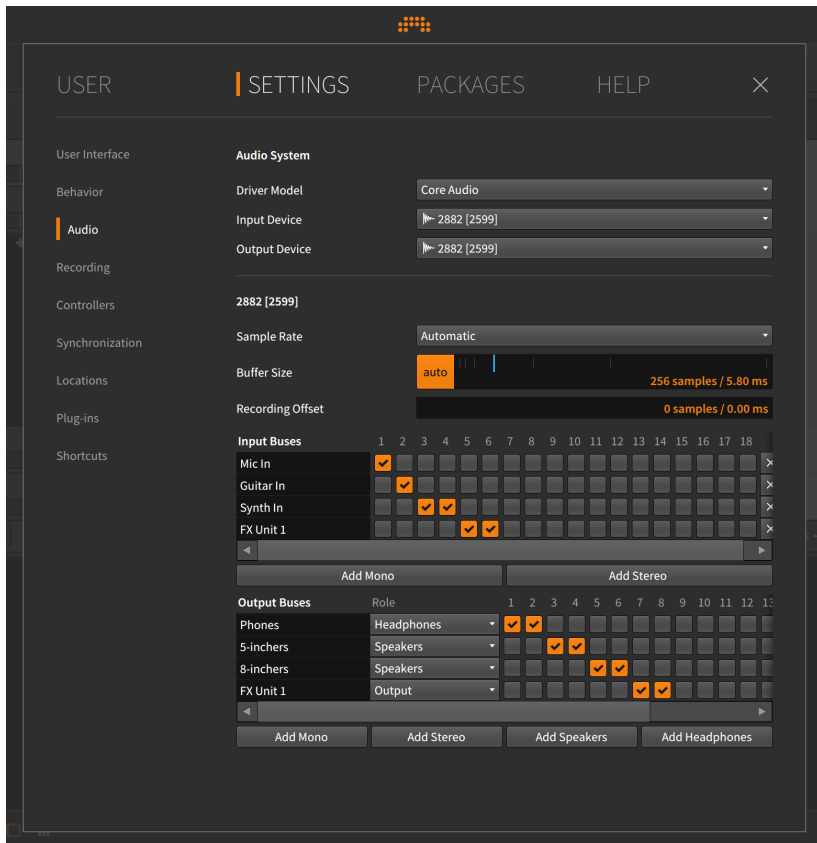 USER SETTINGS PACKAGES HELP
User Interface
Behavior
Audio
Recording
Controllers
Synchronization
Locations
Plug-ins
Shortcuts
Audio System
Driver Model Core Audio
Input Device 2882 [2599]
Output Device 2882 [2599]
2882 [2599]
Sample Rate Automatic
Buffer Size auto 256 samples / 5.80 ms
Recording Offset 0 samples / 0.00 ms
Input Buses 1 2 3 4 5 6 7 8 9 10 11 12 13 14 15 16 17 18
Mic In
Guitar In
Synth In
FX Unit 1
Add Mono Add Stereo
Output Buses Role 1 2 3 4 5 6 7 8 9 10 11 12 13
Phones Headphones
5-inchers Speakers
8-inchers Speakers
FX Unit 1 Output
Add Mono Add Stereo Add Speakers Add Headphones